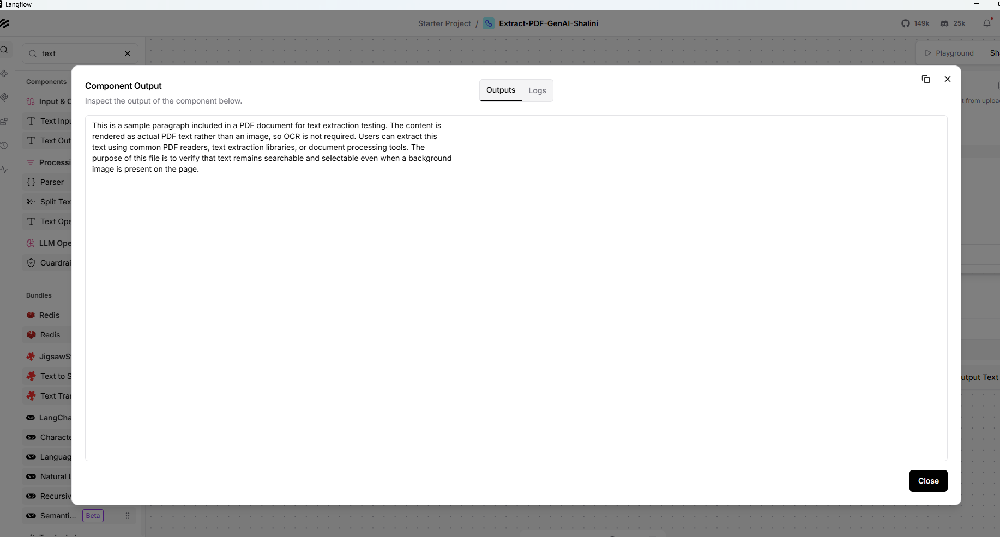 Langflow
Starter Project / Extract-PDF-GenAI-Shalini
149k
25k
text
Playground
Sh
Components
Input & C
Text Inpu
Text Out
Processi
Parser
Split Tex
Text Ope
LLM Ope
Guardrai
Bundles
Redis
Redis
JigsawSt
Text to S
Text Tran
LangCha
Characte
Languag
Natural L
Recursiv
Semanti...
Beta
Component Output
Inspect the output of the component below.
Outputs
Logs
This is a sample paragraph included in a PDF document for text extraction testing. The content is
rendered as actual PDF text rather than an image, so OCR is not required. Users can extract this
text using common PDF readers, text extraction libraries, or document processing tools. The
purpose of this file is to verify that text remains searchable and selectable even when a background
image is present on the page.
t from uploa
utput Text
Close